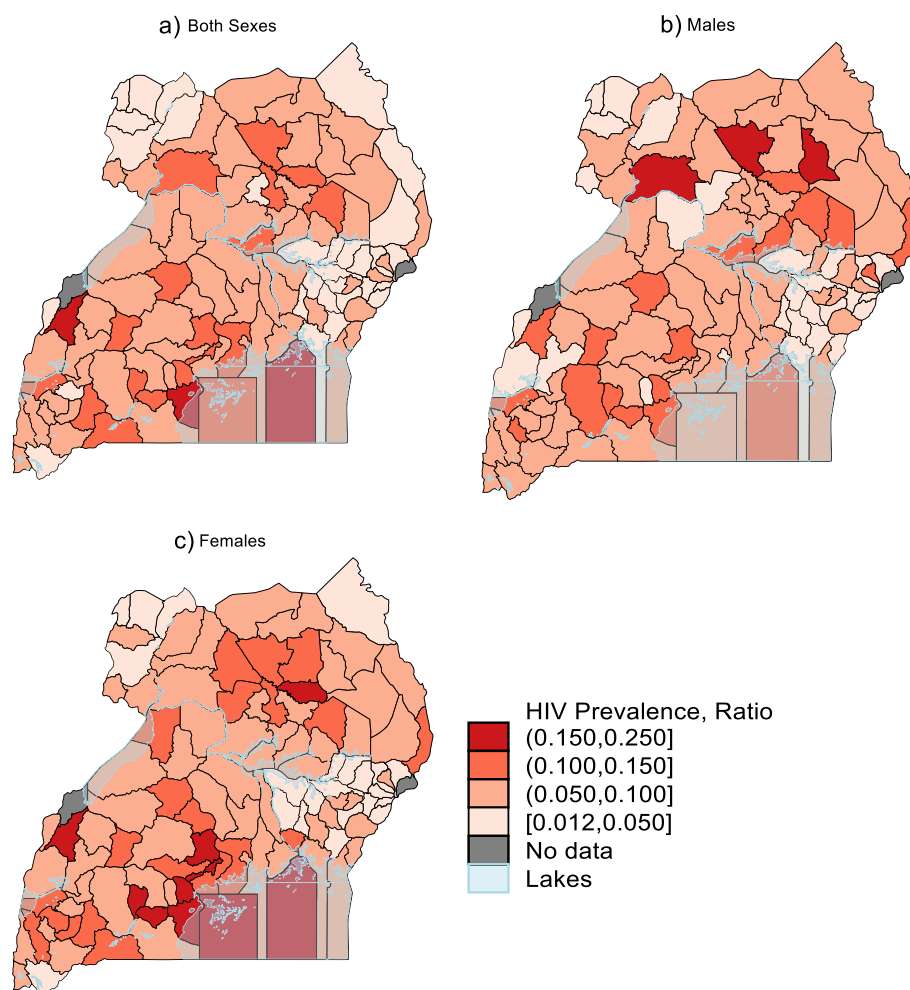 a) Both Sexes
b) Males
c) Females
HIV Prevalence, Ratio
(0.150,0.250]
(0.100,0.150]
(0.050,0.100]
[0.012,0.050]
No data
Lakes